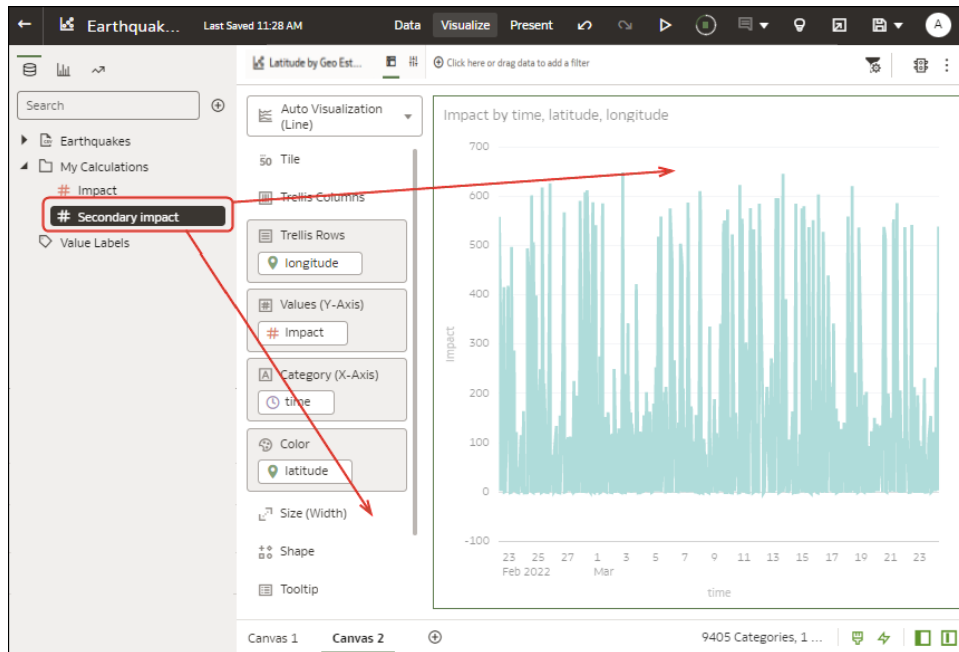 Earthquak...
Last Saved 11:28 AM
Data
Visualize
Present
A
Search
Earthquakes
My Calculations
# Impact
# Secondary impact
Value Labels
Latitude by Geo Est...
Click here or drag data to add a filter
Auto Visualization
(Line)
50 Tile
Trellis Columns
Trellis Rows
longitude
# Values (Y-Axis)
# Impact
A Category (X-Axis)
time
Color
latitude
Size (Width)
Shape
Tooltip
Impact by time, latitude, longitude
700
600
500
400
300
200
100
0
-100
Impact
23 25 27 1 3 5 7 9 11 13 15 17 19 21 23
Feb 2022 Mar
time
Canvas 1
Canvas 2
9405 Categories, 1 ...